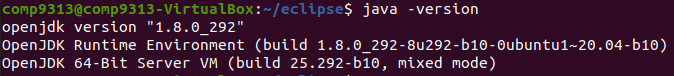 comp9313@comp9313-VirtualBox:~/eclipse$ java -version
openjdk version "1.8.0_292"
OpenJDK Runtime Environment (build 1.8.0_292-8u292-b10-0ubuntu1~20.04-b10)
OpenJDK 64-Bit Server VM (build 25.292-b10, mixed mode)